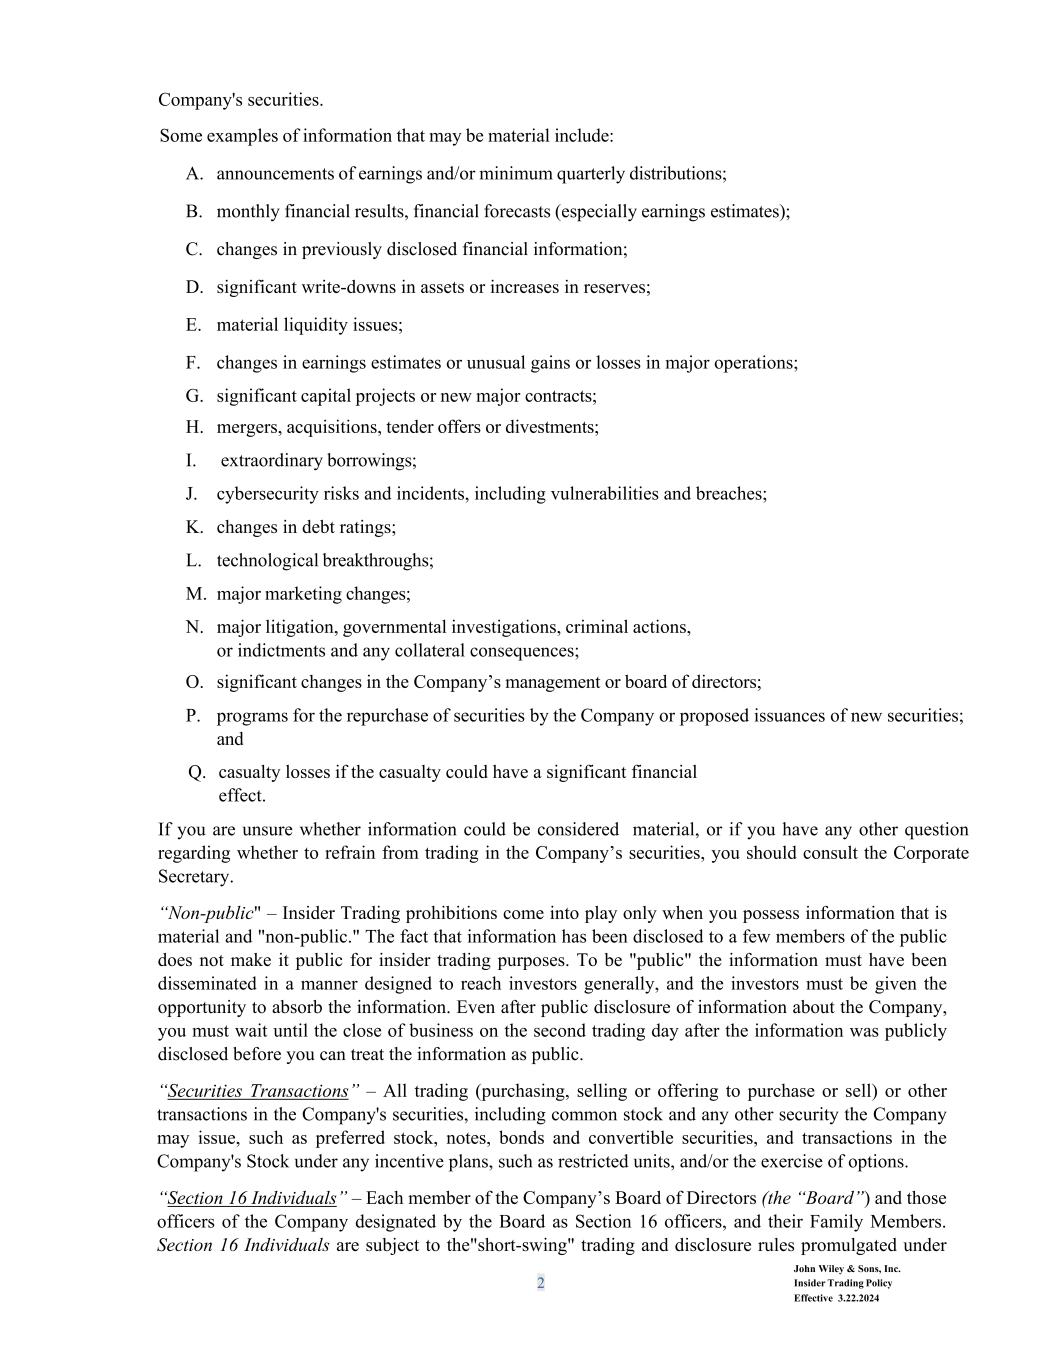 Company's securities.
Some examples of information that may be material include:
A. announcements of earnings and/or minimum quarterly distributions;
B. monthly financial results, financial forecasts (especially earnings estimates);
C. changes in previously disclosed financial information;
D. significant write-downs in assets or increases in reserves;
E. material liquidity issues;
F. changes in earnings estimates or unusual gains or losses in major operations;
G. significant capital projects or new major contracts;
H. mergers, acquisitions, tender offers or divestments;
I. extraordinary borrowings;
J. cybersecurity risks and incidents, including vulnerabilities and breaches;
K. changes in debt ratings;
L. technological breakthroughs;
M. major marketing changes;
N. major litigation, governmental investigations, criminal actions,
or indictments and any collateral consequences;
O. significant changes in the Company’s management or board of directors;
P. programs for the repurchase of securities by the Company or proposed issuances of new securities;
and
Q. casualty losses if the casualty could have a significant financial
effect.
If you are unsure whether information could be considered material, or if you have any other question
regarding whether to refrain from trading in the Company’s securities, you should consult the Corporate
Secretary.
“Non-public" – Insider Trading prohibitions come into play only when you possess information that is
material and "non-public." The fact that information has been disclosed to a few members of the public
does not make it public for insider trading purposes. To be "public" the information must have been
disseminated in a manner designed to reach investors generally, and the investors must be given the
opportunity to absorb the information. Even after public disclosure of information about the Company,
you must wait until the close of business on the second trading day after the information was publicly
disclosed before you can treat the information as public.
“Securities Transactions” – All trading (purchasing, selling or offering to purchase or sell) or other
transactions in the Company's securities, including common stock and any other security the Company
may issue, such as preferred stock, notes, bonds and convertible securities, and transactions in the
Company's Stock under any incentive plans, such as restricted units, and/or the exercise of options.
“Section 16 Individuals” – Each member of the Company’s Board of Directors (the “Board”) and those
officers of the Company designated by the Board as Section 16 officers, and their Family Members.
Section 16 Individuals are subject to the"short-swing" trading and disclosure rules promulgated under
2
John Wiley & Sons, Inc.
Insider Trading Policy
Effective 3.22.2024